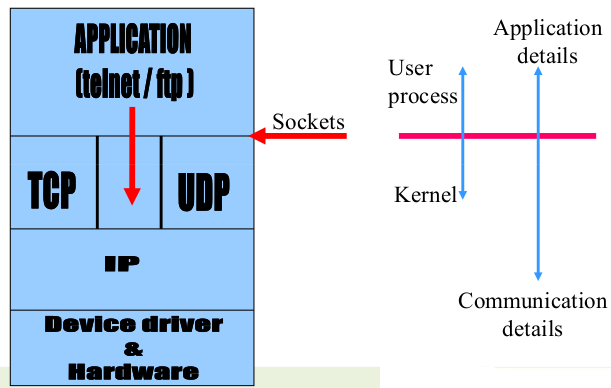 APPLICATION
(telnet / ftp )
Sockets
TCP
UDP
IP
Device driver
&
Hardware
Application
details
User
process
Kernel
Communication
details